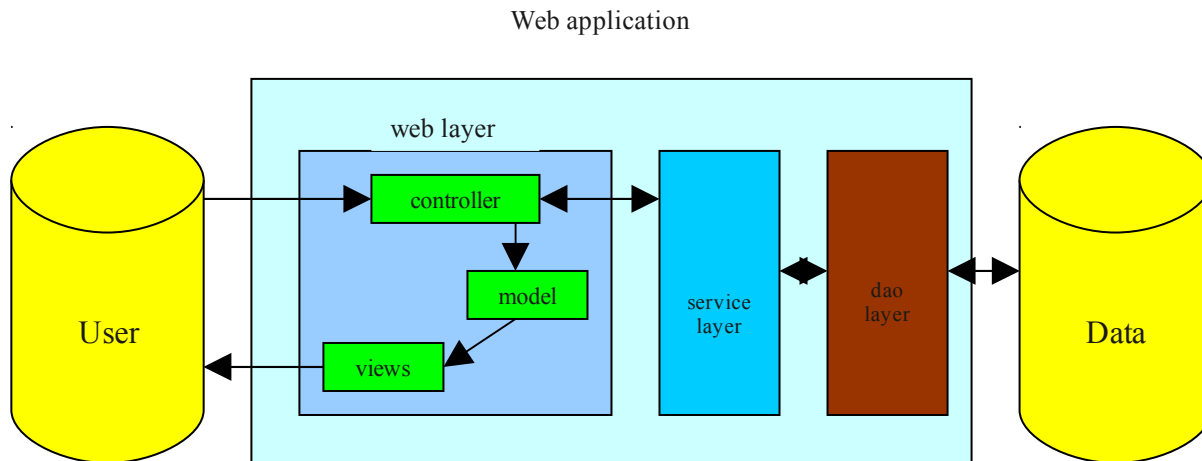 Web application
web layer
controller
model
views
User
service
layer
dao
layer
Data